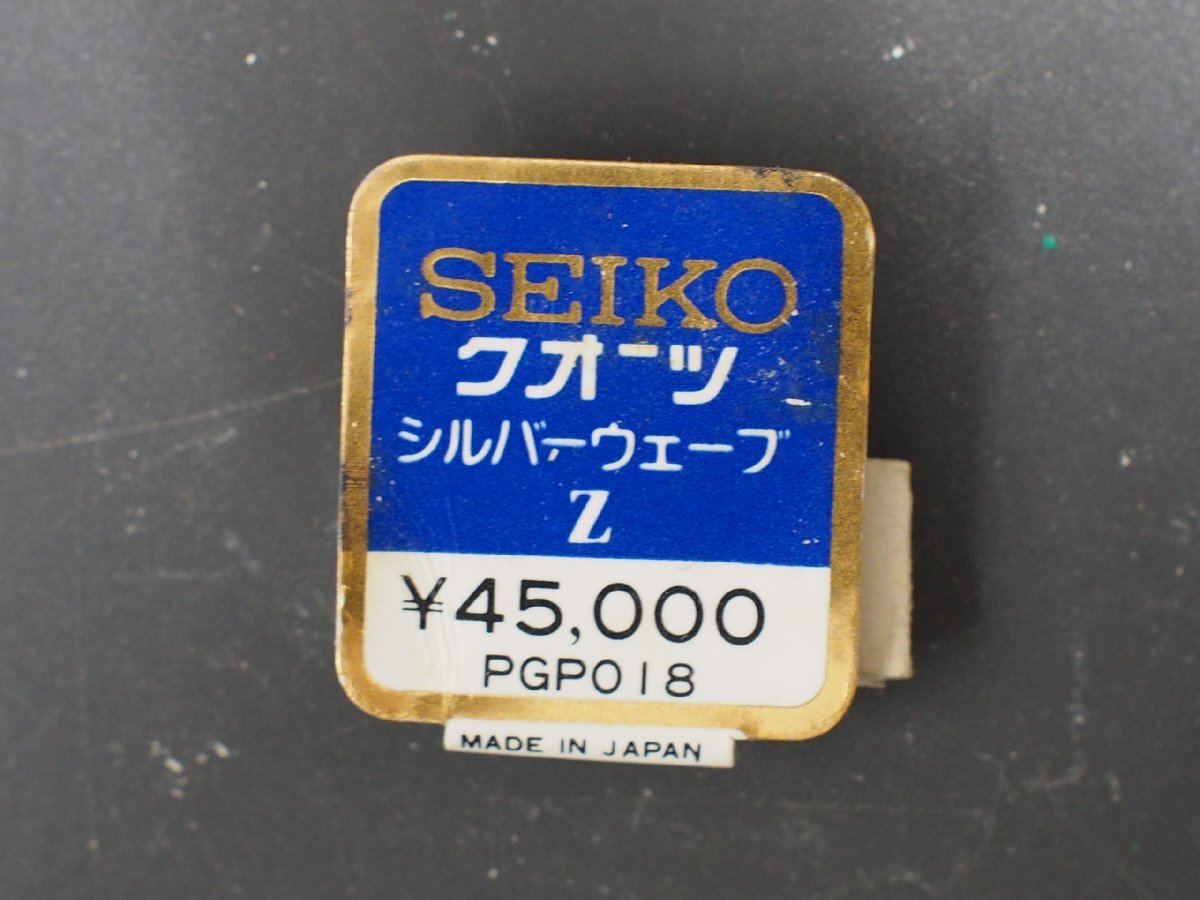 SEIKO
クオーツ
シルバーウェーブ
Z
¥45,000
PGP018
MADE IN JAPAN